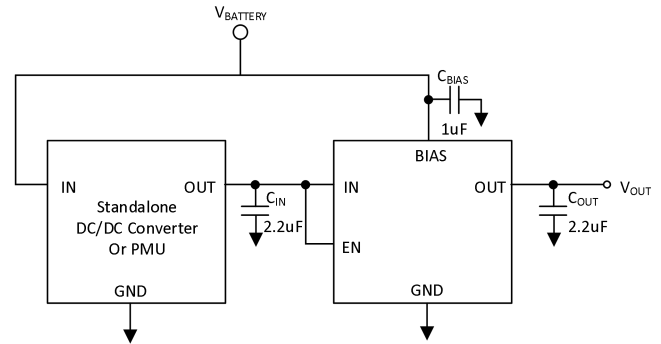 VBATTERY
CBIAS
1uF
BIAS
IN
OUT
Standalone
DC/DC Converter
Or PMU
GND
CIN
2.2uF
IN
EN
OUT
GND
COUT
2.2uF
VOUT